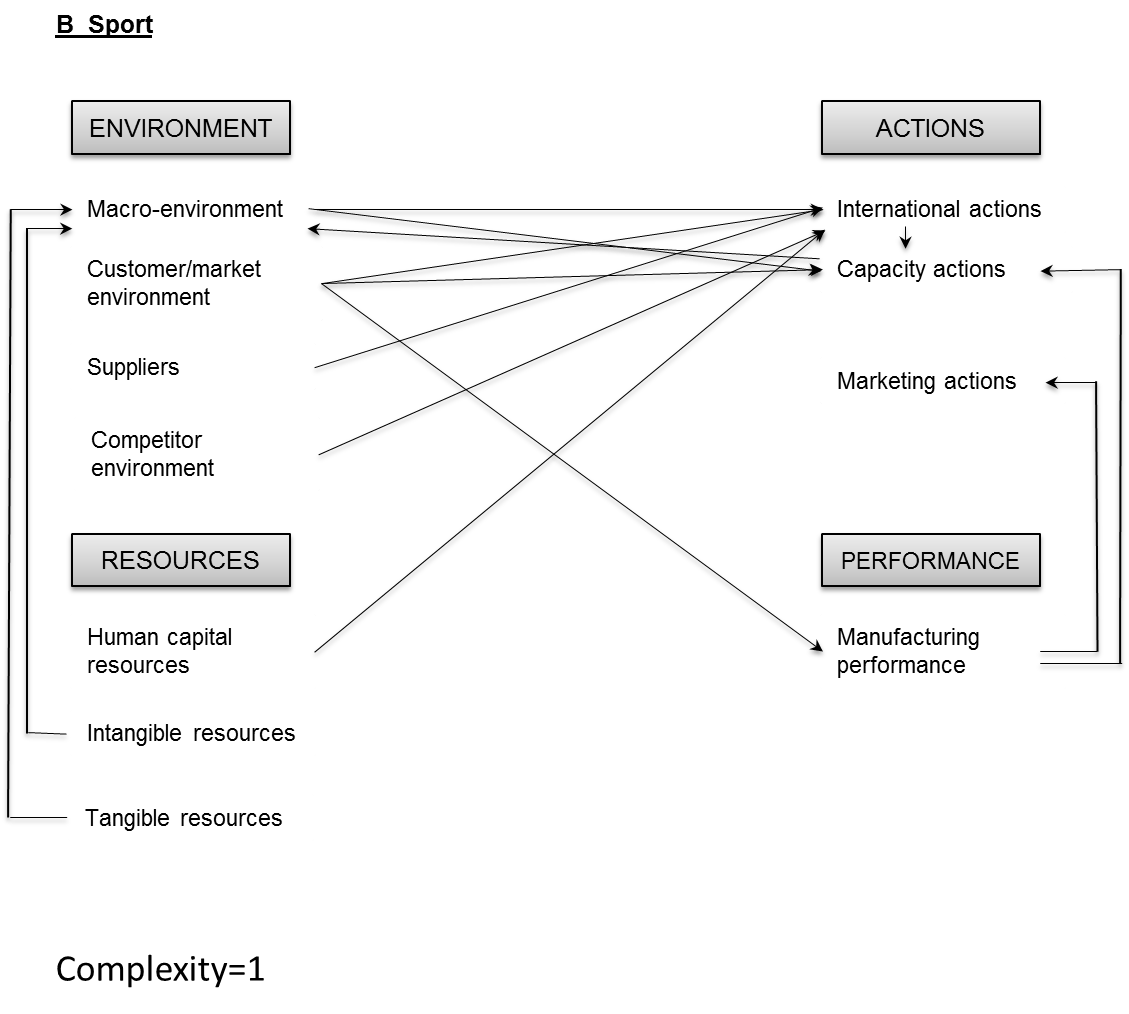 B Sport
ENVIRONMENT
Macro-environment
Customer/market
environment
Suppliers
Competitor
environment
RESOURCES
Human capital
resources
Intangible resources
Tangible resources
ACTIONS
International actions
Capacity actions
Marketing actions
PERFORMANCE
Manufacturing
performance
Complexity=1